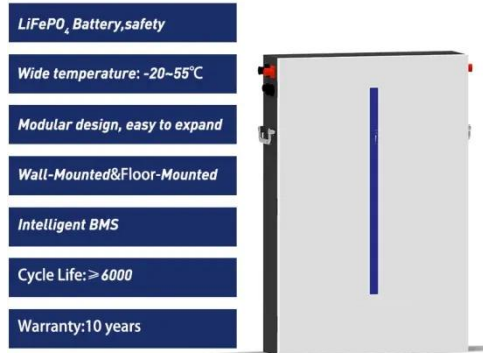 LiFePO₄ Battery,safety
Wide temperature: -20~55℃
Modular design, easy to expand
Wall-Mounted&Floor-Mounted
Intelligent BMS
Cycle Life:≥6000
Warranty:10 years